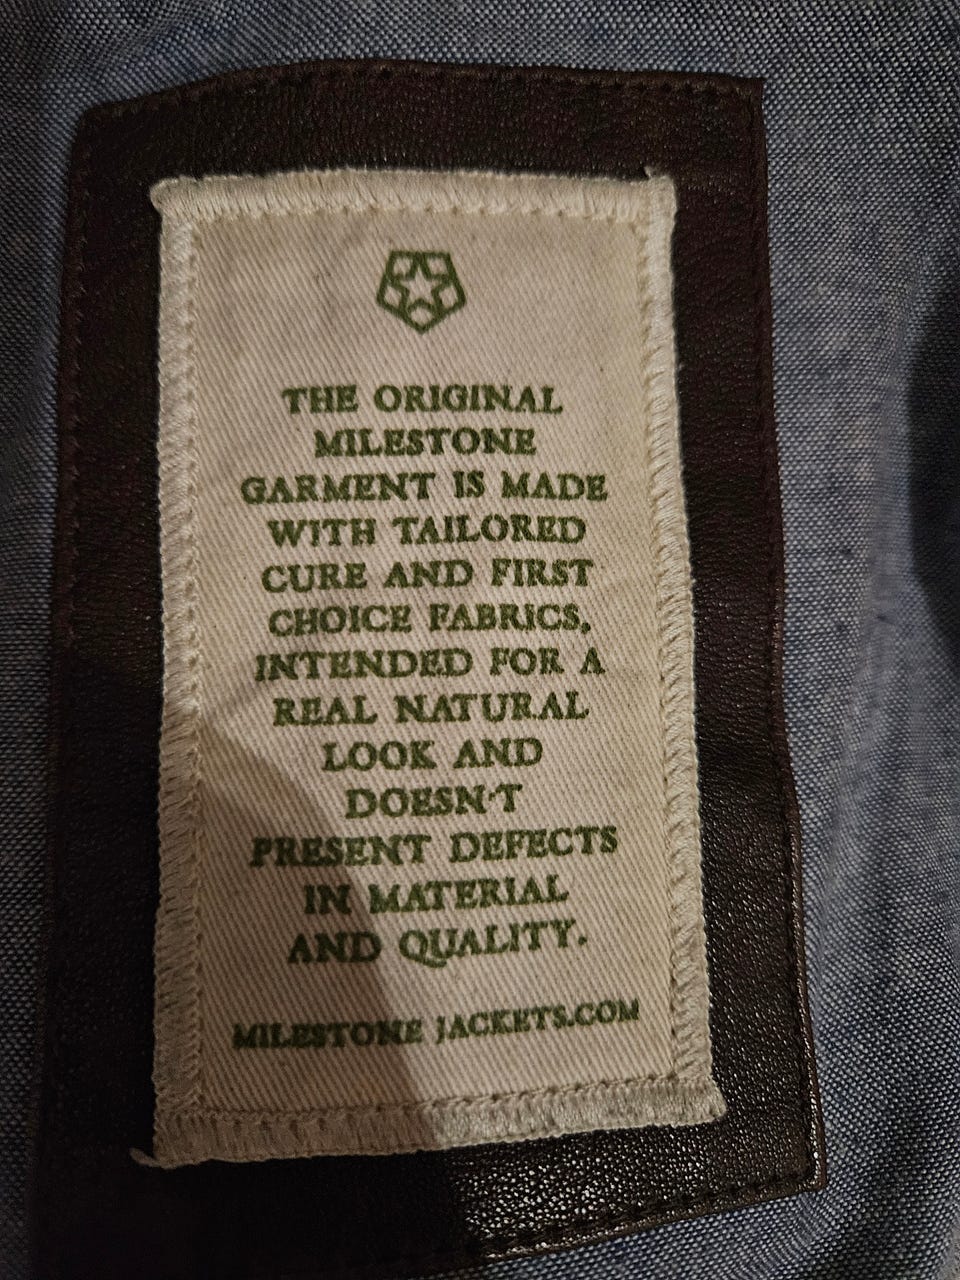 THE ORIGINAL
MILESTONE
GARMENT IS MADE
WITH TAILORED
CURE AND FIRST
CHOICE FABRICS,
INTENDED FOR A
REAL NATURAL
LOOK AND
DOESN'T
PRESENT DEFECTS
IN MATERIAL
AND QUALITY.
MILESTONE JACKETS.COM